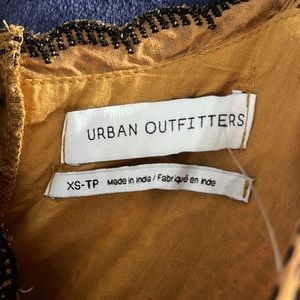 URBAN OUTFITTERS
XS-TP Made in India / Fabriqué en Inde